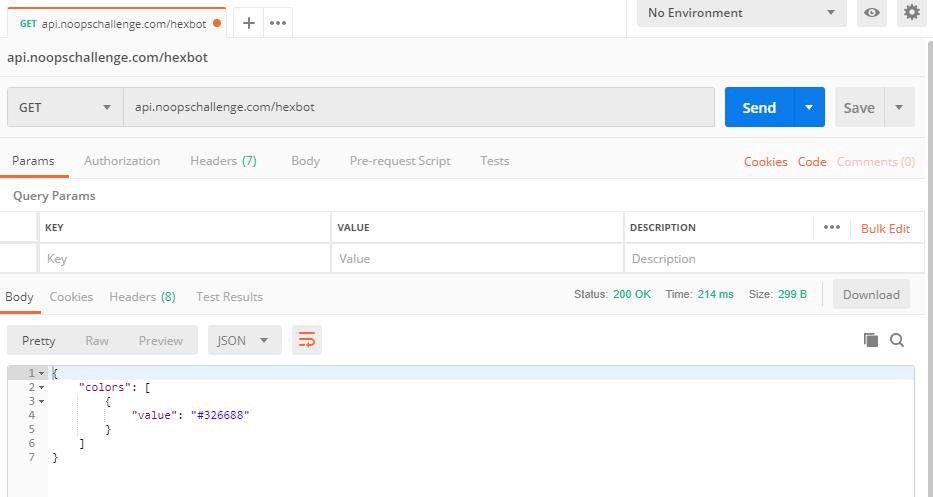 GET api.noopschallenge.com/hexbot + ••• No Environment
api.noopschallenge.com/hexbot
GET api.noopschallenge.com/hexbot Send Save
Params Authorization Headers (7) Body Pre-request Script Tests Cookies Code Comments (0)
Query Params
KEY VALUE DESCRIPTION ••• Bulk Edit
Key Value Description
Body Cookies Headers (8) Test Results Status: 200 OK Time: 214 ms Size: 299 B Download
Pretty Raw Preview JSON
1 {
2 "colors": [
3 {
4 "value": "#326688"
5 }
6 ]
7 }